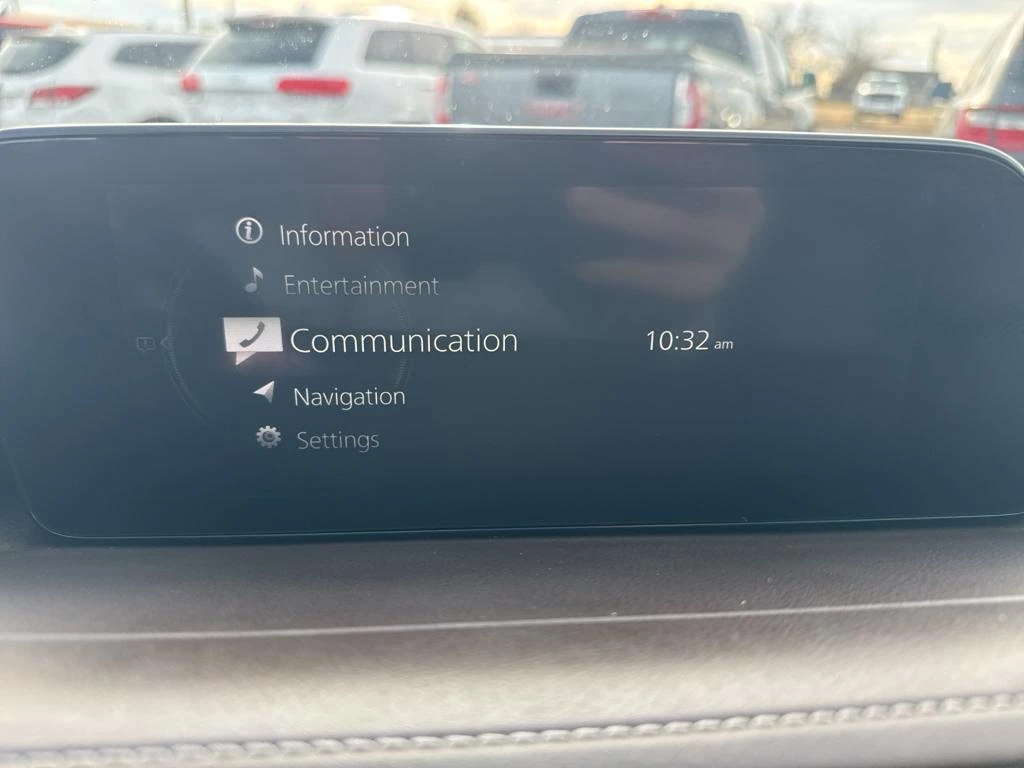 Information
Entertainment
Communication
10:32 am
Navigation
Settings